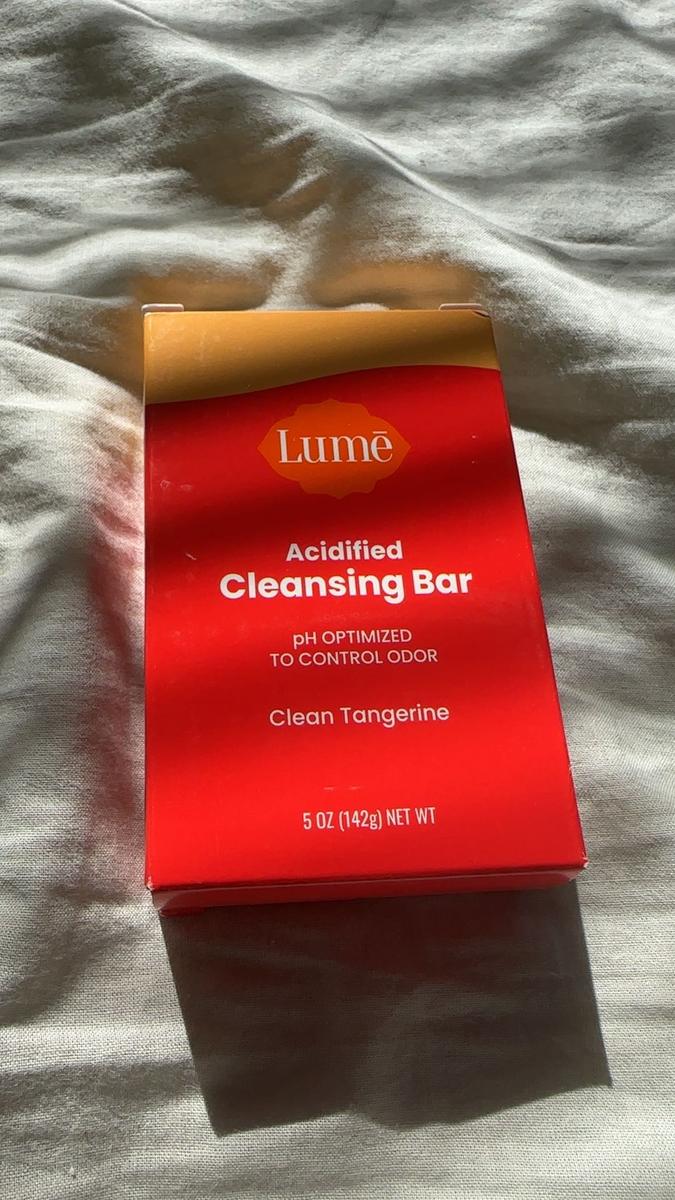 Lumē
Acidified
Cleansing Bar
pH OPTIMIZED
TO CONTROL ODOR
Clean Tangerine
5 OZ (142g) NET WT